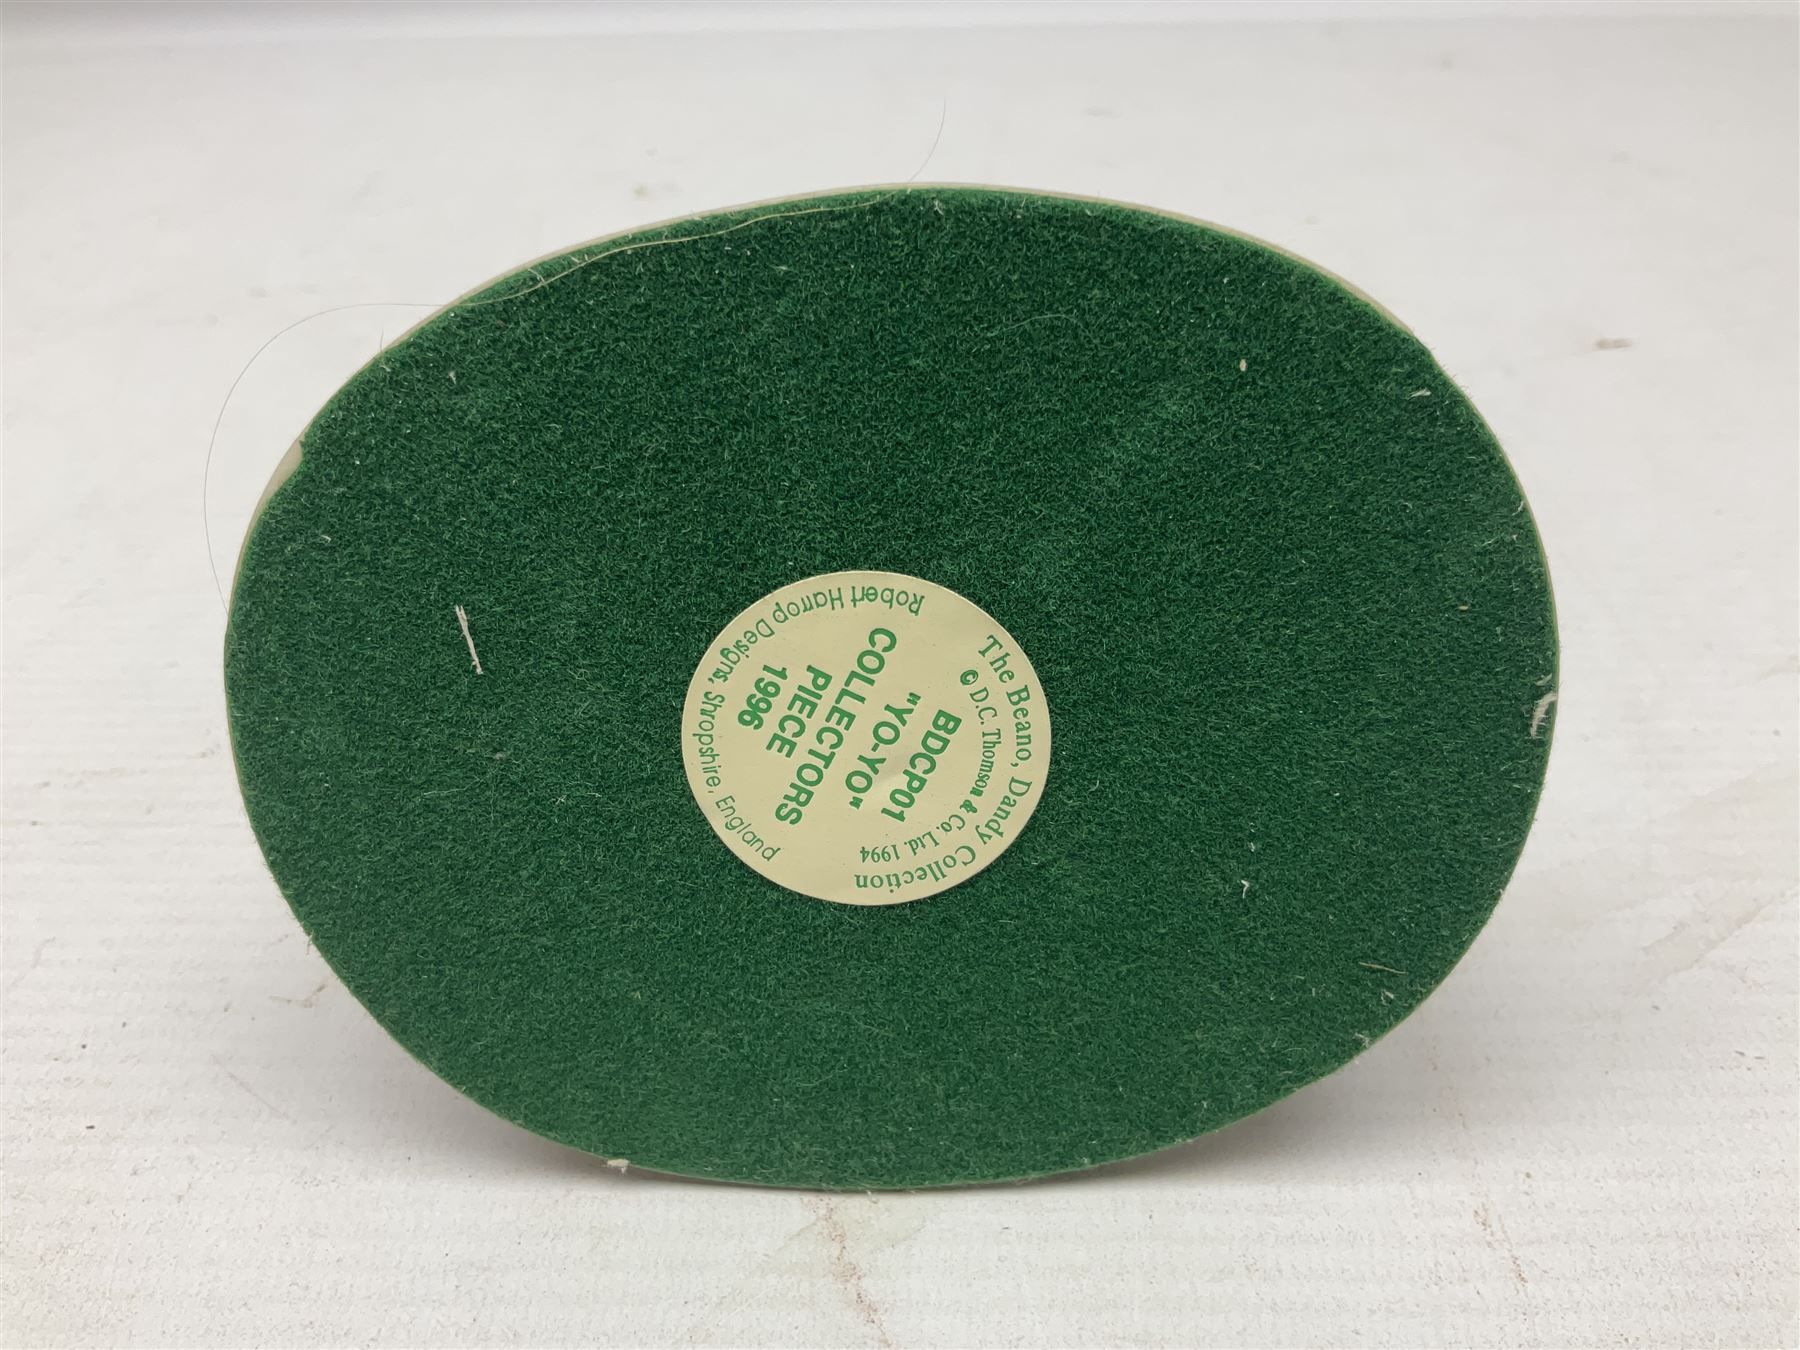 The Beano, Dandy Collection
© D.C. Thomson & Co. Ltd. 1994
BDCP01
"YO-YO"
COLLECTORS
PIECE
1996
Robert Harrop Designs, Shropshire, England